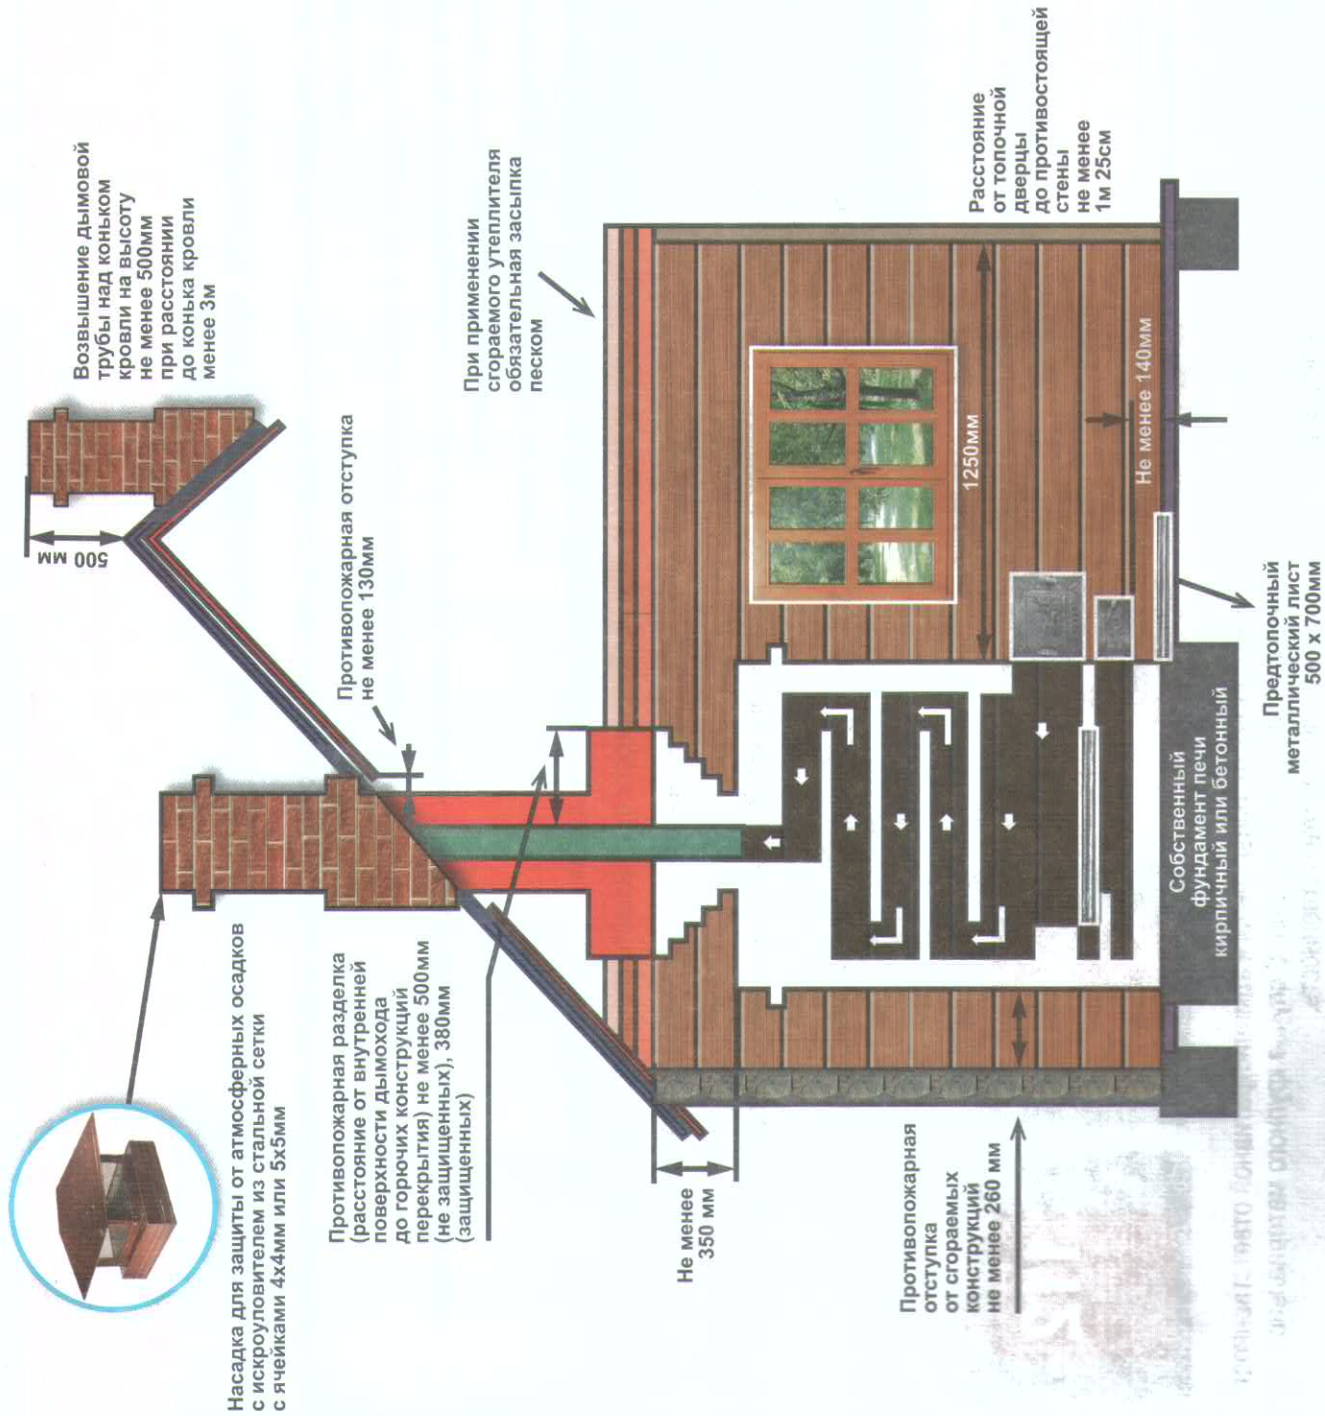 Насадка для защиты от атмосферных осадков
с искроуловителем из стальной сетки
с ячейками 4х4мм или 5х5мм
500 мм
Возвышение дымовой
трубы над коньком
кровли на высоту
не менее 500мм
при расстоянии
до конька кровли
менее 3м
Противопожарная отступка
не менее 130мм
Противопожарная разделка
(расстояние от внутренней
поверхности дымохода
до горючих конструкций
перекрытия) не менее 500мм
(не защищенных), 380мм
(защищенных)
При применении
сгораемого утеплителя
обязательная засыпка
песком
Не менее
350 мм
Противопожарная
отступка
от сгораемых
конструкций
не менее 260 мм
1250мм
Расстояние
от топочной
дверцы
до противостоящей
стены
не менее
1м 25см
Не менее 140мм
Собственный
фундамент печи
кирпичный или бетонный
Предтопочный
металлический лист
500 х 700мм